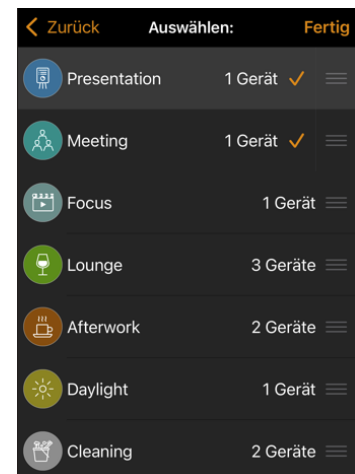 Zurück Auswählen: Fertig
Presentation 1 Gerät
Meeting 1 Gerät
Focus 1 Gerät
Lounge 3 Geräte
Afterwork 2 Geräte
Daylight 1 Gerät
Cleaning 2 Geräte